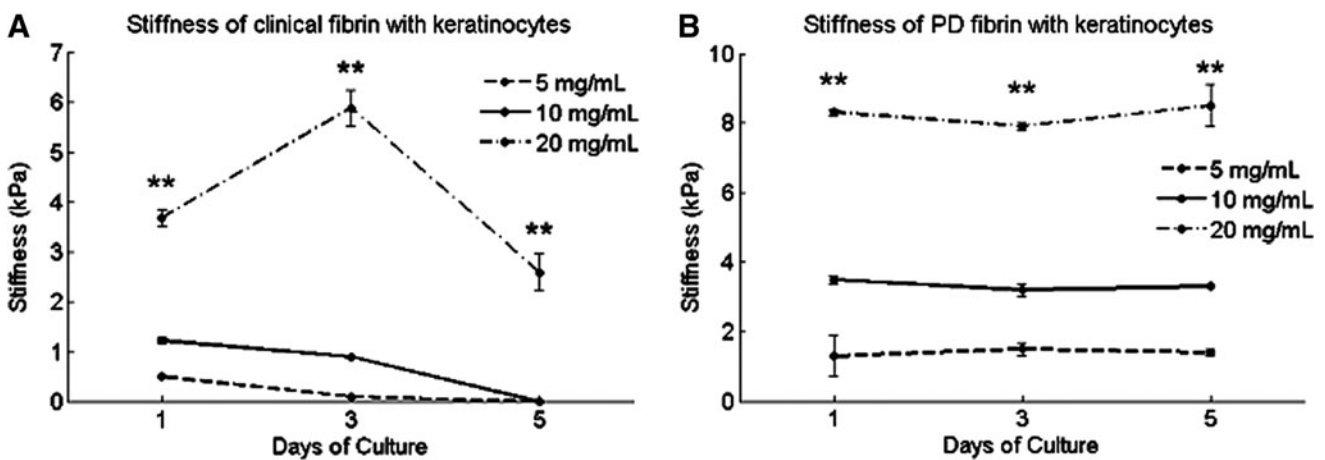 A
Stiffness of clinical fibrin with keratinocytes
Stiffness (kPa)
7
6
5
4
3
2
1
0
**
**
**
5 mg/mL
10 mg/mL
20 mg/mL
1
3
5
Days of Culture
B
Stiffness of PD fibrin with keratinocytes
Stiffness (kPa)
10
8
6
4
2
0
**
**
**
5 mg/mL
10 mg/mL
20 mg/mL
1
3
5
Days of Culture